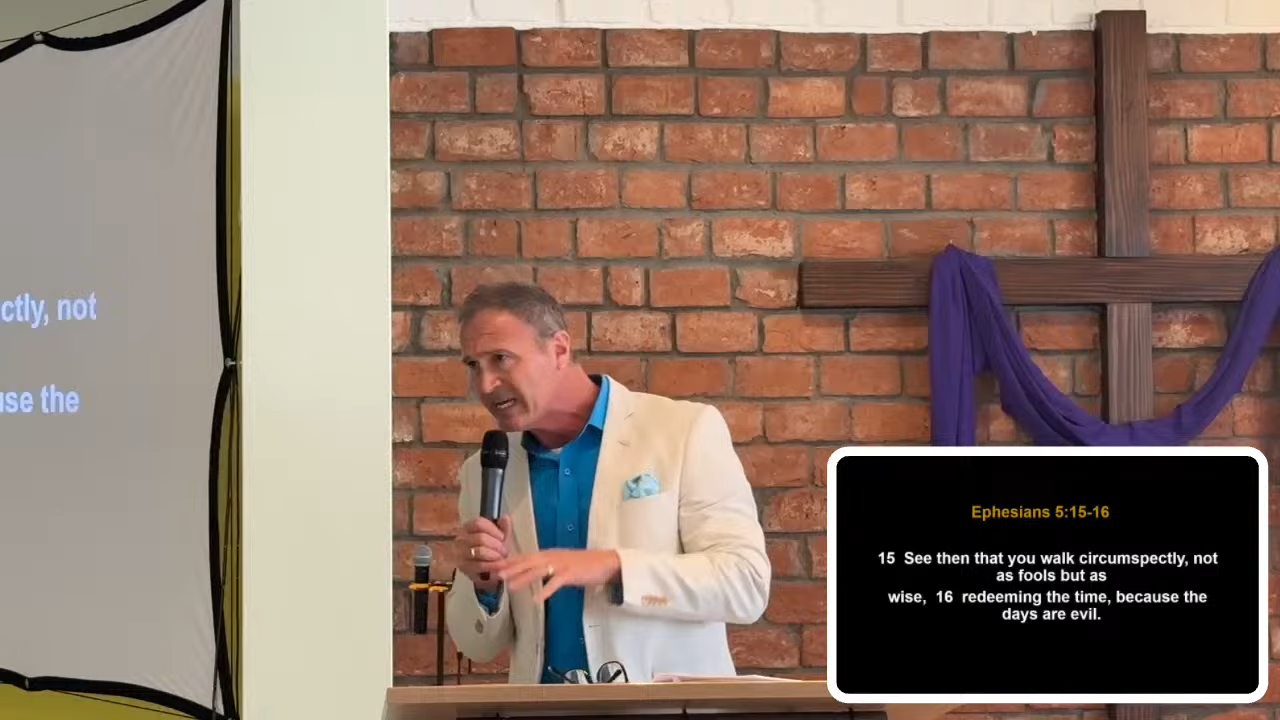 ctly, not
use the
Ephesians 5:15-16
15 See then that you walk circumspectly, not
as fools but as
wise, 16 redeeming the time, because the
days are evil.